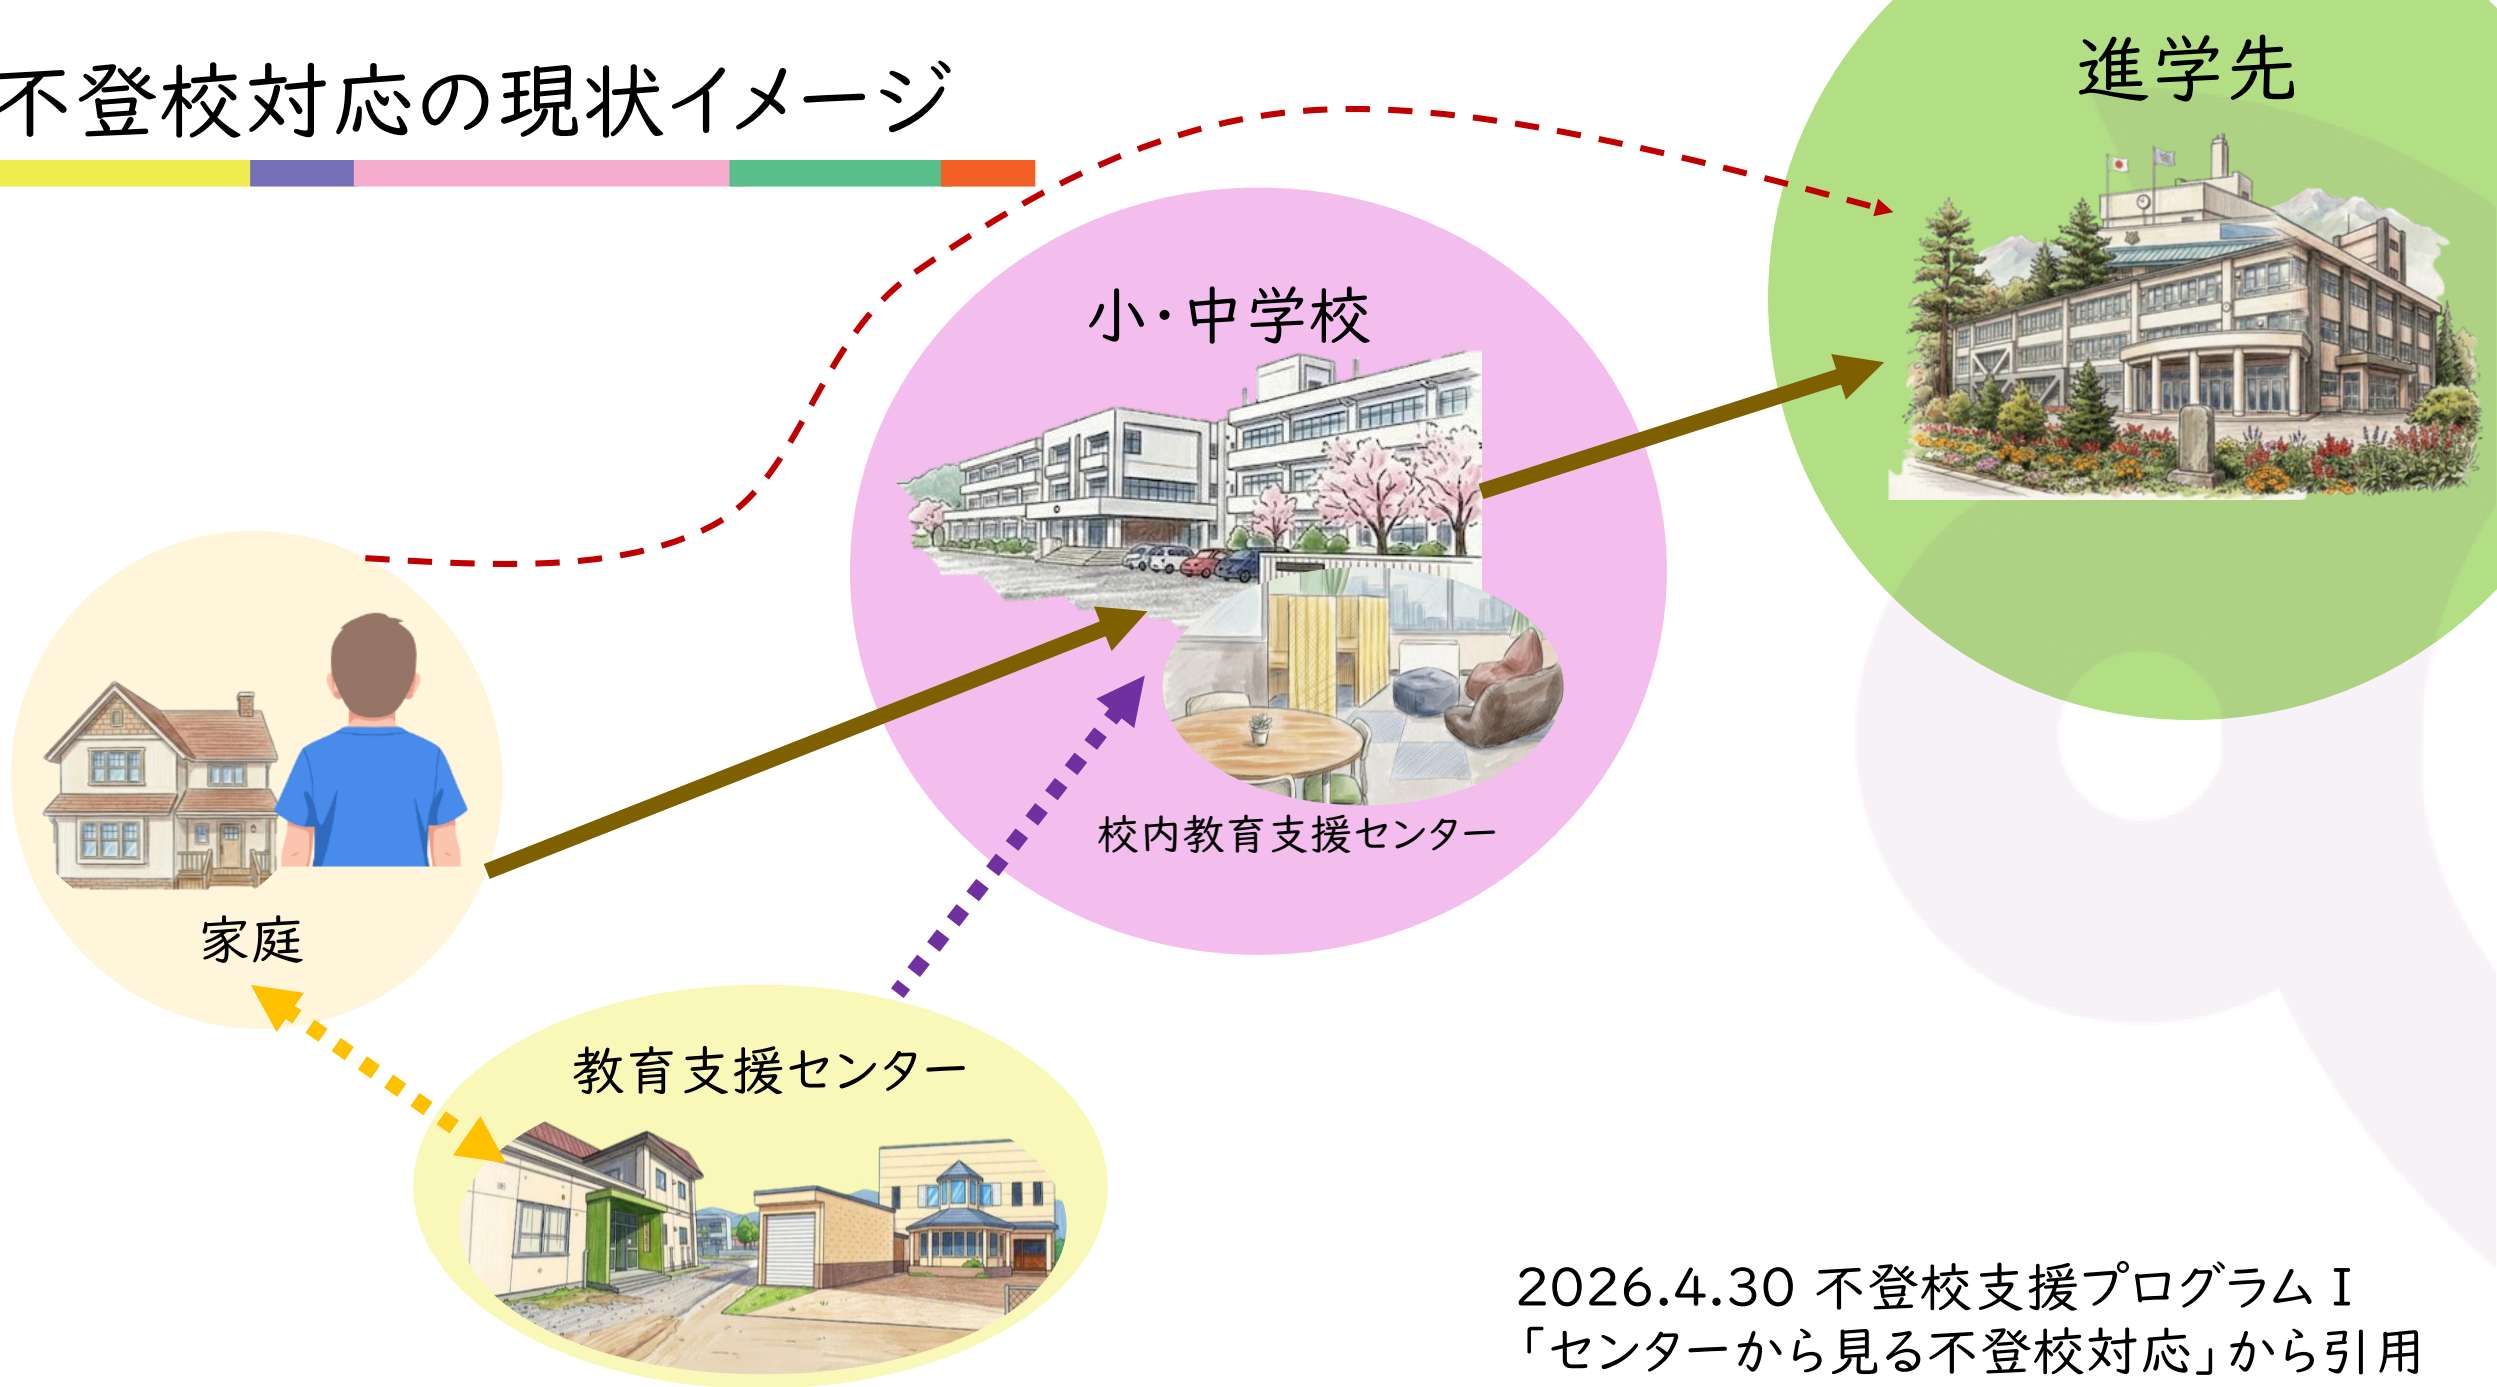 不登校対応の現状イメージ
進学先
小・中学校
校内教育支援センター
家庭
教育支援センター
2026.4.30 不登校支援プログラムⅠ
「センターから見る不登校対応」から引用